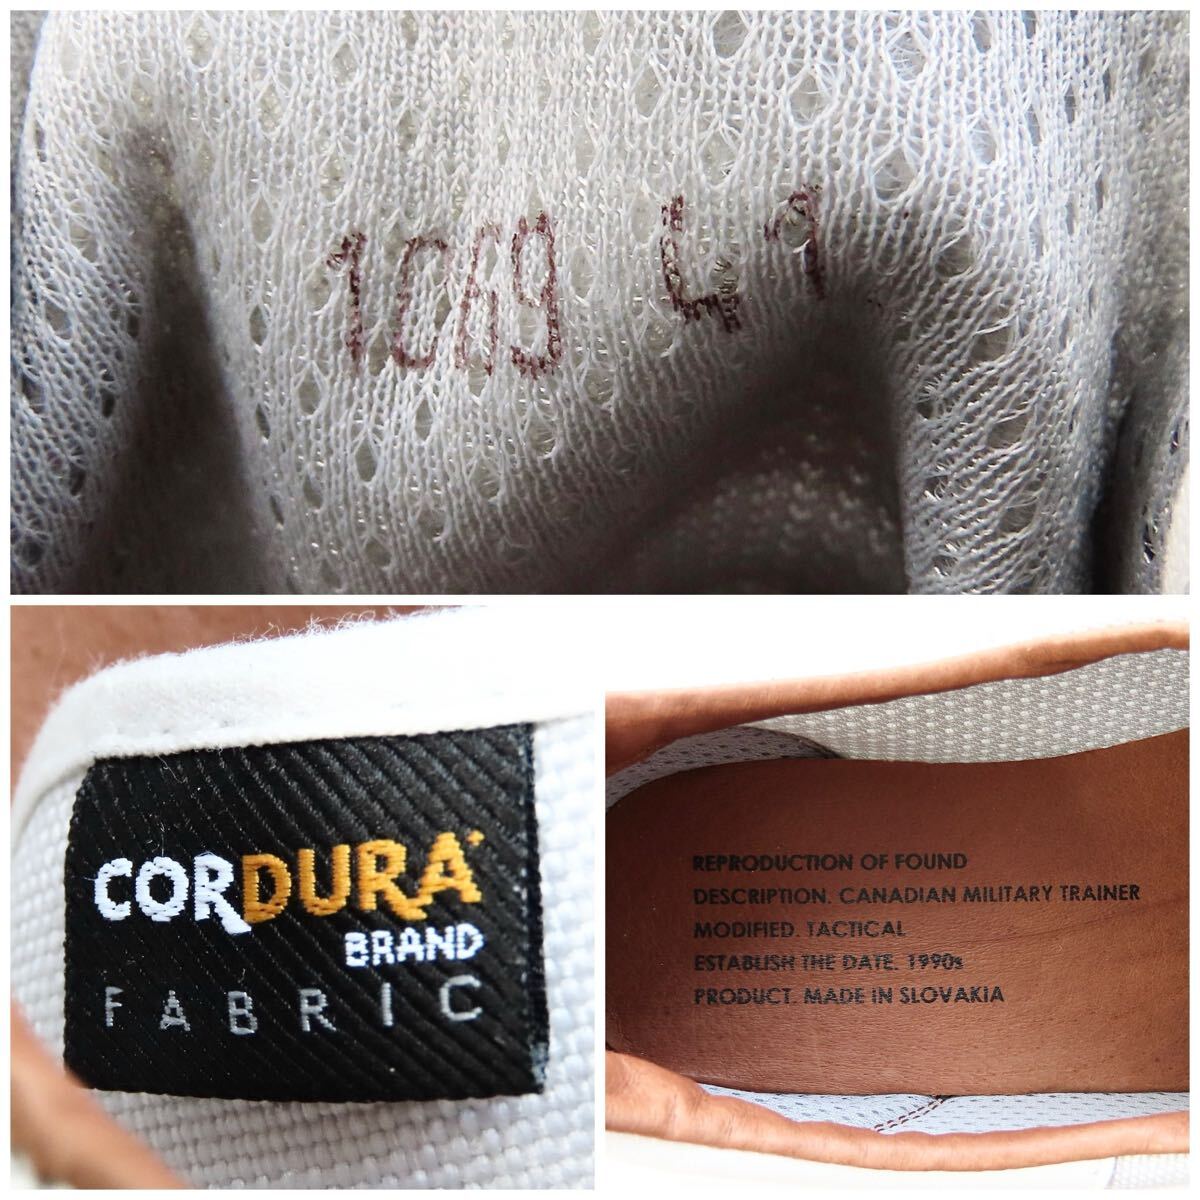 41
CORDURA
BRAND
FABRIC
REPRODUCTION OF FOUND
DESCRIPTION. CANADIAN MILITARY TRAINER
MODIFIED. TACTICAL
ESTABLISH THE DATE. 1990s
PRODUCT. MADE IN SLOVAKIA